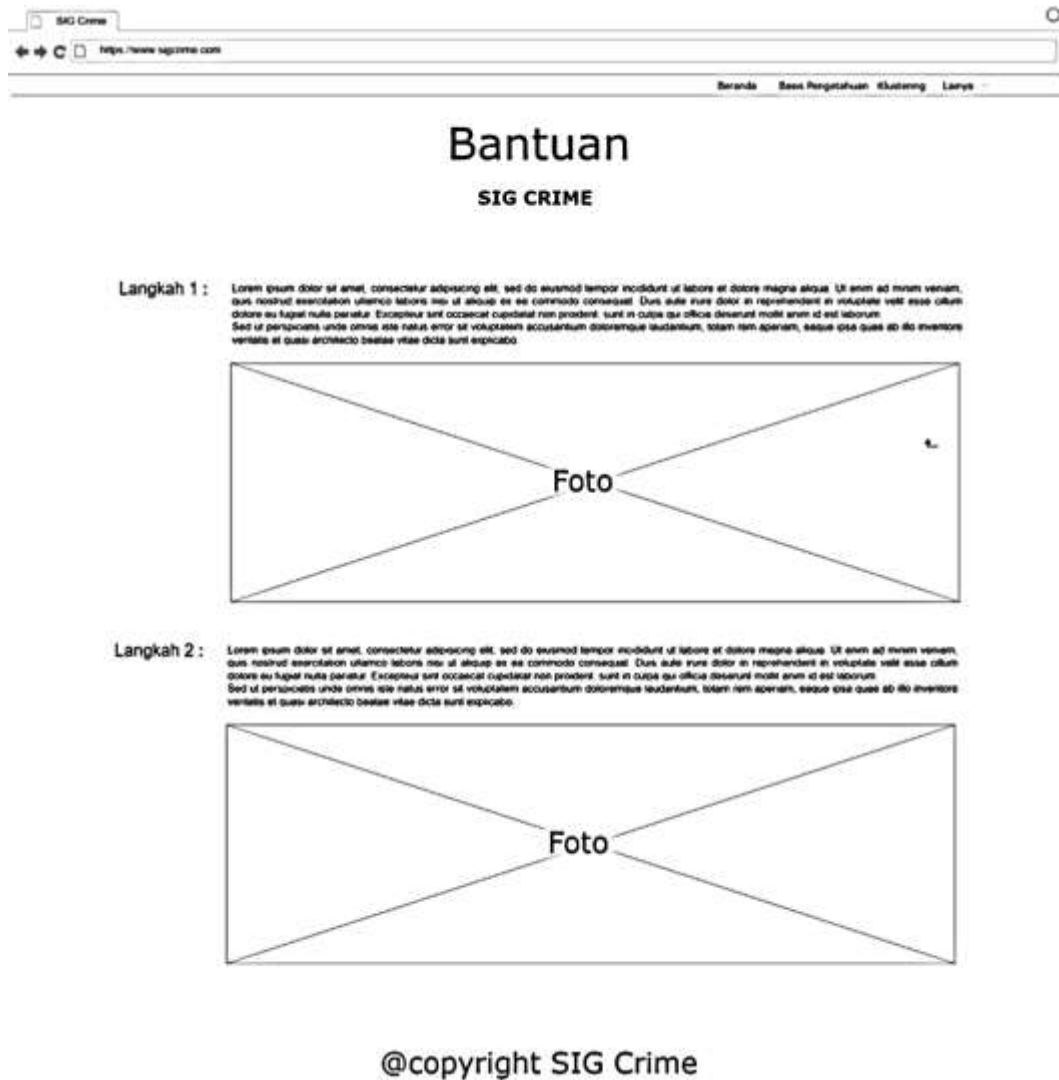 SIG Crime
https://www.sigcrime.com
Beranda Basis Pengetahuan Klustering Lainya
Bantuan
SIG CRIME
Langkah 1 :
Lorem ipsum dolor sit amet, consectetur adipisicing elit, sed do eiusmod tempor incididunt ut labore et dolore magna aliqua. Ut enim ad minim veniam,
quis nostrud exercitation ullamco laboris nisi ut aliquip ex ea commodo consequat. Duis aute irure dolor in reprehenderit in voluptate velit esse cillum
dolore eu fugiat nulla pariatur. Excepteur sint occaecat cupidatat non proident, sunt in culpa qui officia deserunt mollit anim id est laborum.
Sed ut perspiciatis unde omnis iste natus error sit voluptatem accusantium doloremque laudantium, totam rem aperiam, eaque ipsa quae ab illo inventore
veritatis et quasi architecto beatae vitae dicta sunt explicabo.
Foto
Langkah 2 :
Lorem ipsum dolor sit amet, consectetur adipisicing elit, sed do eiusmod tempor incididunt ut labore et dolore magna aliqua. Ut enim ad minim veniam,
quis nostrud exercitation ullamco laboris nisi ut aliquip ex ea commodo consequat. Duis aute irure dolor in reprehenderit in voluptate velit esse cillum
dolore eu fugiat nulla pariatur. Excepteur sint occaecat cupidatat non proident, sunt in culpa qui officia deserunt mollit anim id est laborum.
Sed ut perspiciatis unde omnis iste natus error sit voluptatem accusantium doloremque laudantium, totam rem aperiam, eaque ipsa quae ab illo inventore
veritatis et quasi architecto beatae vitae dicta sunt explicabo.
Foto
@copyright SIG Crime